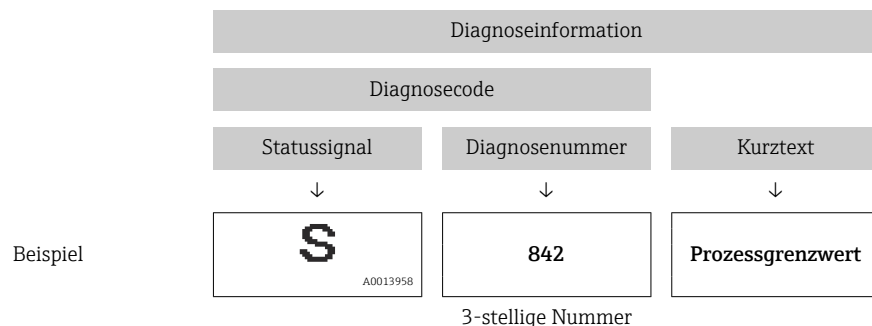 Diagnoseinformation
Diagnosecode
Statussignal Diagnosenummer Kurztext
↓ ↓ ↓
Beispiel S 842 Prozessgrenzwert
A0013958
3-stellige Nummer